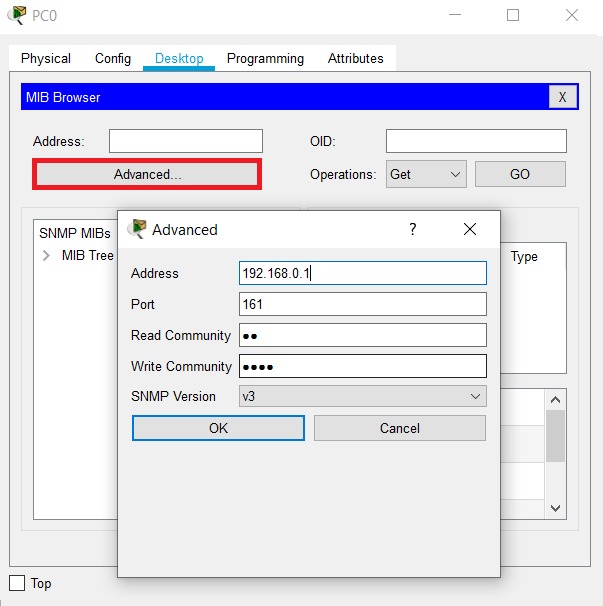 PC0
Physical Config Desktop Programming Attributes
MIB Browser X
Address: OID:
Advanced... Operations: Get GO
SNMP MIBs
MIB Tree
Type
Advanced ?
Address 192.168.0.1
Port 161
Read Community ●●
Write Community ●●●●
SNMP Version v3
OK Cancel
Top